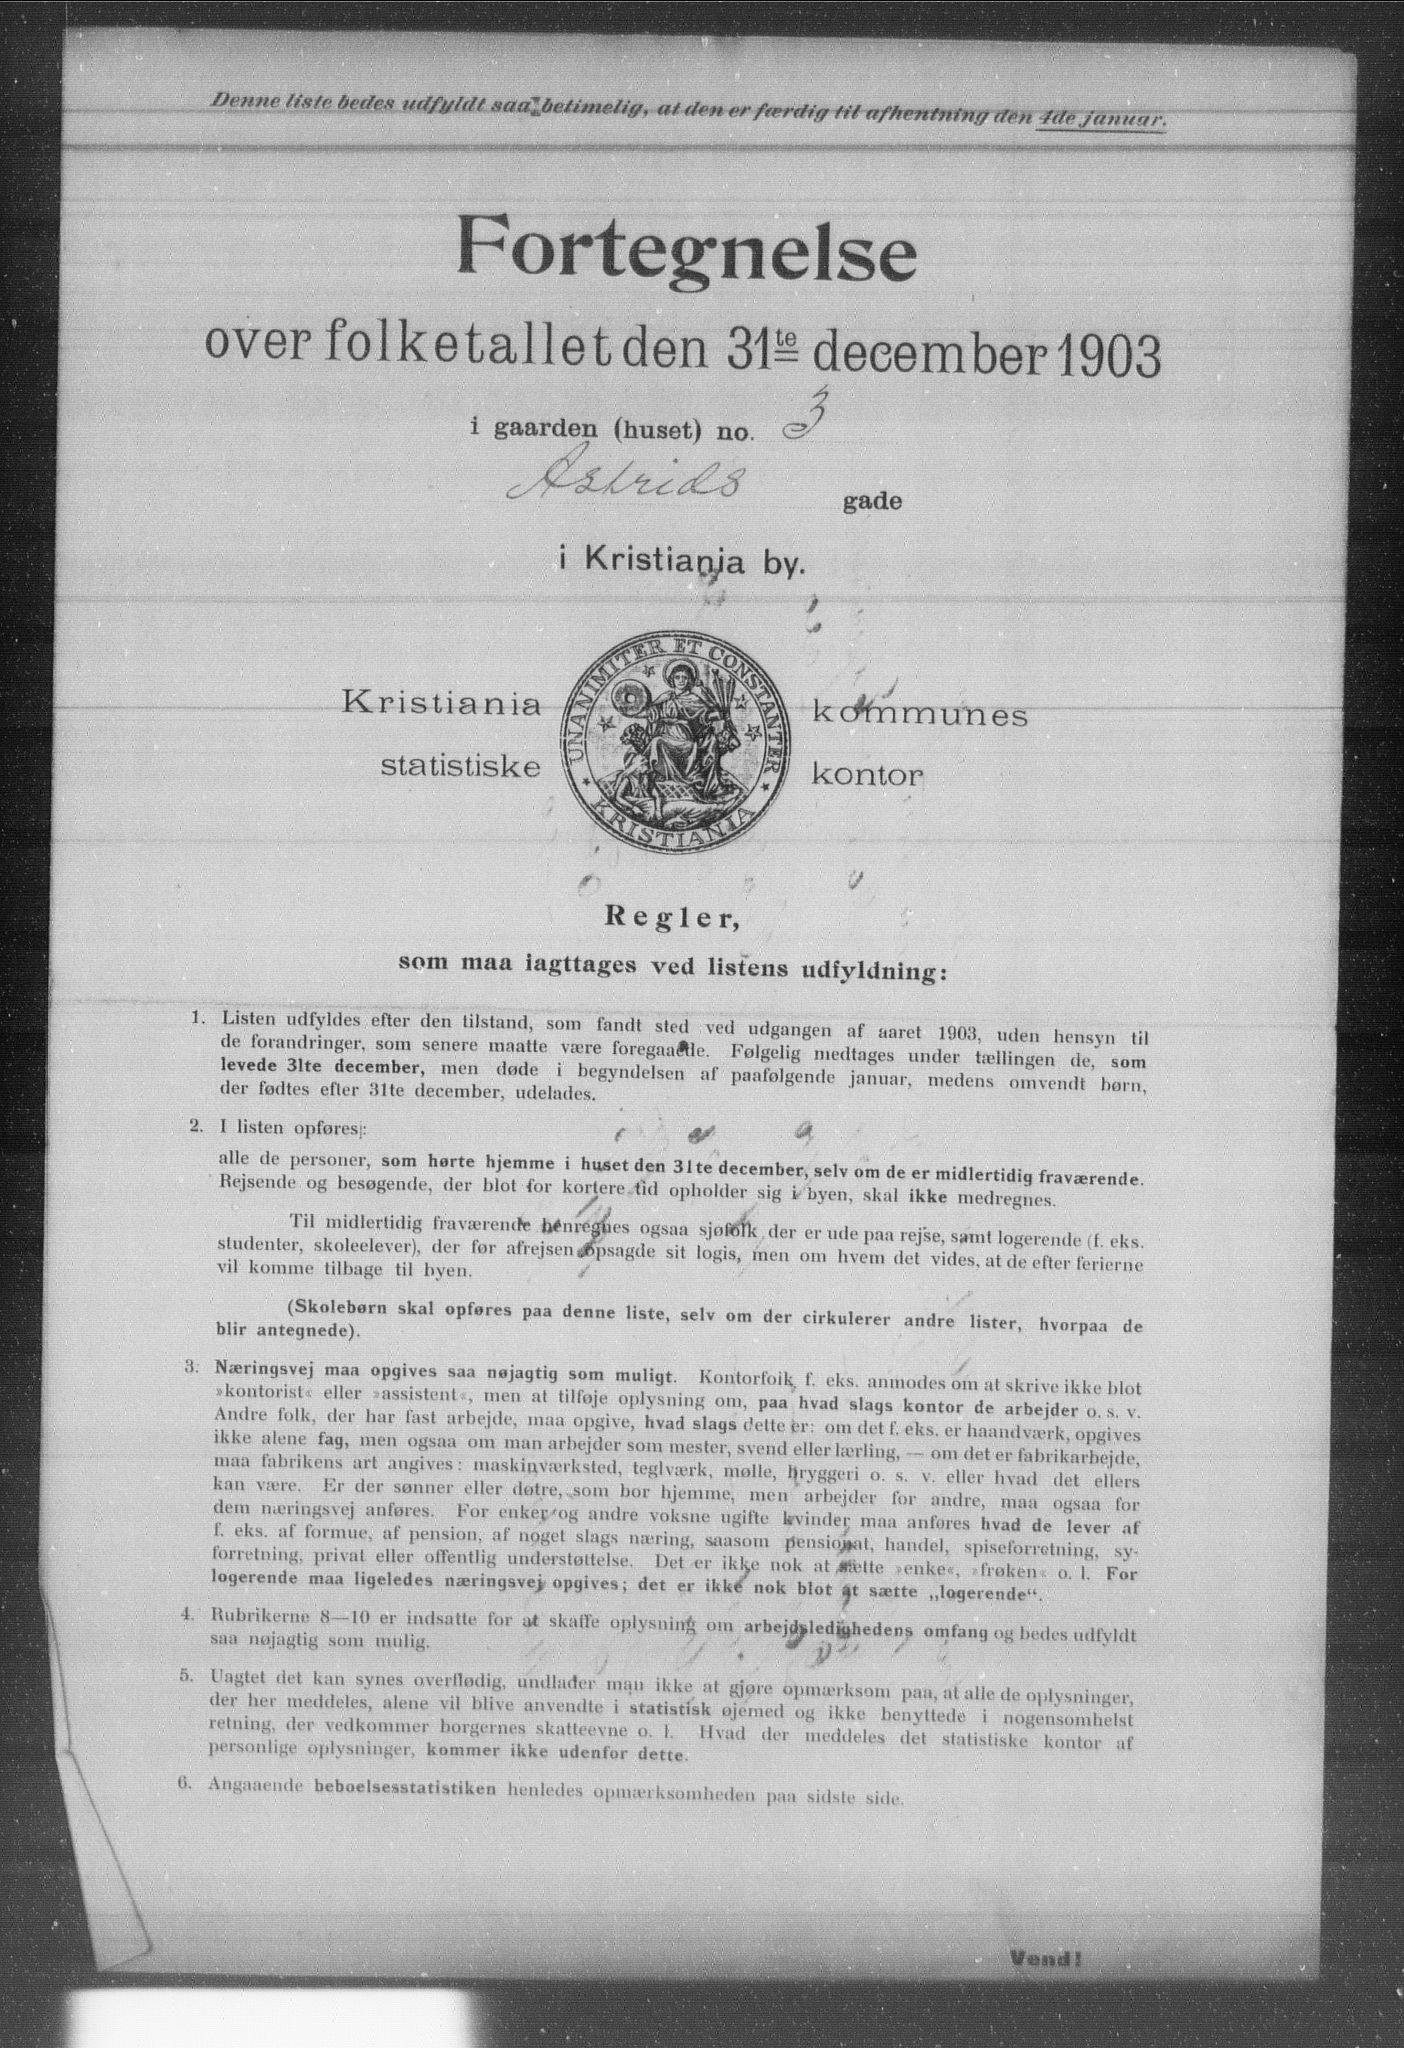 Denne liste bedes udfyldt saa betimelig, at den er færdig til afhentning den 4de januar.
Fortegnelse
over folketallet den 31te december 1903
i gaarden (huset) no. 3
Astrids gade
i Kristiania by.
UNANIMITER ET CONSTANTER
KRISTIANIA
Kristiania kommunes
statistiske kontor
Regler,
som maa iagttages ved listens udfyldning:
1. Listen udfyldes efter den tilstand, som fandt sted ved udgangen af aaret 1903, uden hensyn til
de forandringer, som senere maatte være foregaaede. Følgelig medtages under tællingen de, som
levede 31te december, men døde i begyndelsen af paafølgende januar, medens omvendt børn,
der fødtes efter 31te december, udelades.
2. I listen opføres:
alle de personer, som hørte hjemme i huset den 31te december, selv om de er midlertidig fraværende.
Rejsende og besøgende, der blot for kortere tid opholder sig i byen, skal ikke medregnes.
Til midlertidig fraværende henregnes ogsaa sjøfolk der er ude paa rejse, samt logerende (f. eks.
studenter, skoleelever), der før afrejsen opsagde sit logis, men om hvem det vides, at de efter ferierne
vil komme tilbage til byen.
(Skolebørn skal opføres paa denne liste, selv om der cirkulerer andre lister, hvorpaa de
blir antegnede).
3. Næringsvej maa opgives saa nøjagtig som muligt. Kontorfolk f. eks. anmodes om at skrive ikke blot
»kontorist« eller »assistent«, men at tilføje oplysning om, paa hvad slags kontor de arbejder o. s. v.
Andre folk, der har fast arbejde, maa opgive, hvad slags dette er: om det f. eks. er haandværk, opgives
ikke alene fag, men ogsaa om man arbejder som mester, svend eller lærling, — om det er fabrikarbejde,
maa fabrikens art angives: maskinværksted, teglværk, mølle, bryggeri o. s. v. eller hvad det ellers
kan være. Er der sønner eller døtre, som bor hjemme, men arbejder for andre, maa ogsaa for
dem næringsvej anføres. For enker og andre voksne ugifte kvinder maa anføres hvad de lever af
f. eks. af formue, af pension, af noget slags næring, saasom pensionat, handel, spiseforretning, sy-
forretning, privat eller offentlig understøttelse. Det er ikke nok at sætte »enke«, »frøken« o. l. For
logerende maa ligeledes næringsvej opgives; det er ikke nok blot at sætte „logerende“.
4. Rubrikerne 8—10 er indsatte for at skaffe oplysning om arbejdsledighedens omfang og bedes udfyldt
saa nøjagtig som mulig.
5. Uagtet det kan synes overflødig, undlader man ikke at gjøre opmærksom paa, at alle de oplysninger,
der her meddeles, alene vil blive anvendte i statistisk øjemed og ikke benyttede i nogensomhelst
retning, der vedkommer borgernes skatteevne o. l. Hvad der meddeles det statistiske kontor af
personlige oplysninger, kommer ikke udenfor dette.
6. Angaaende beboelsesstatistiken henledes opmærksomheden paa sidste side.
Vend!